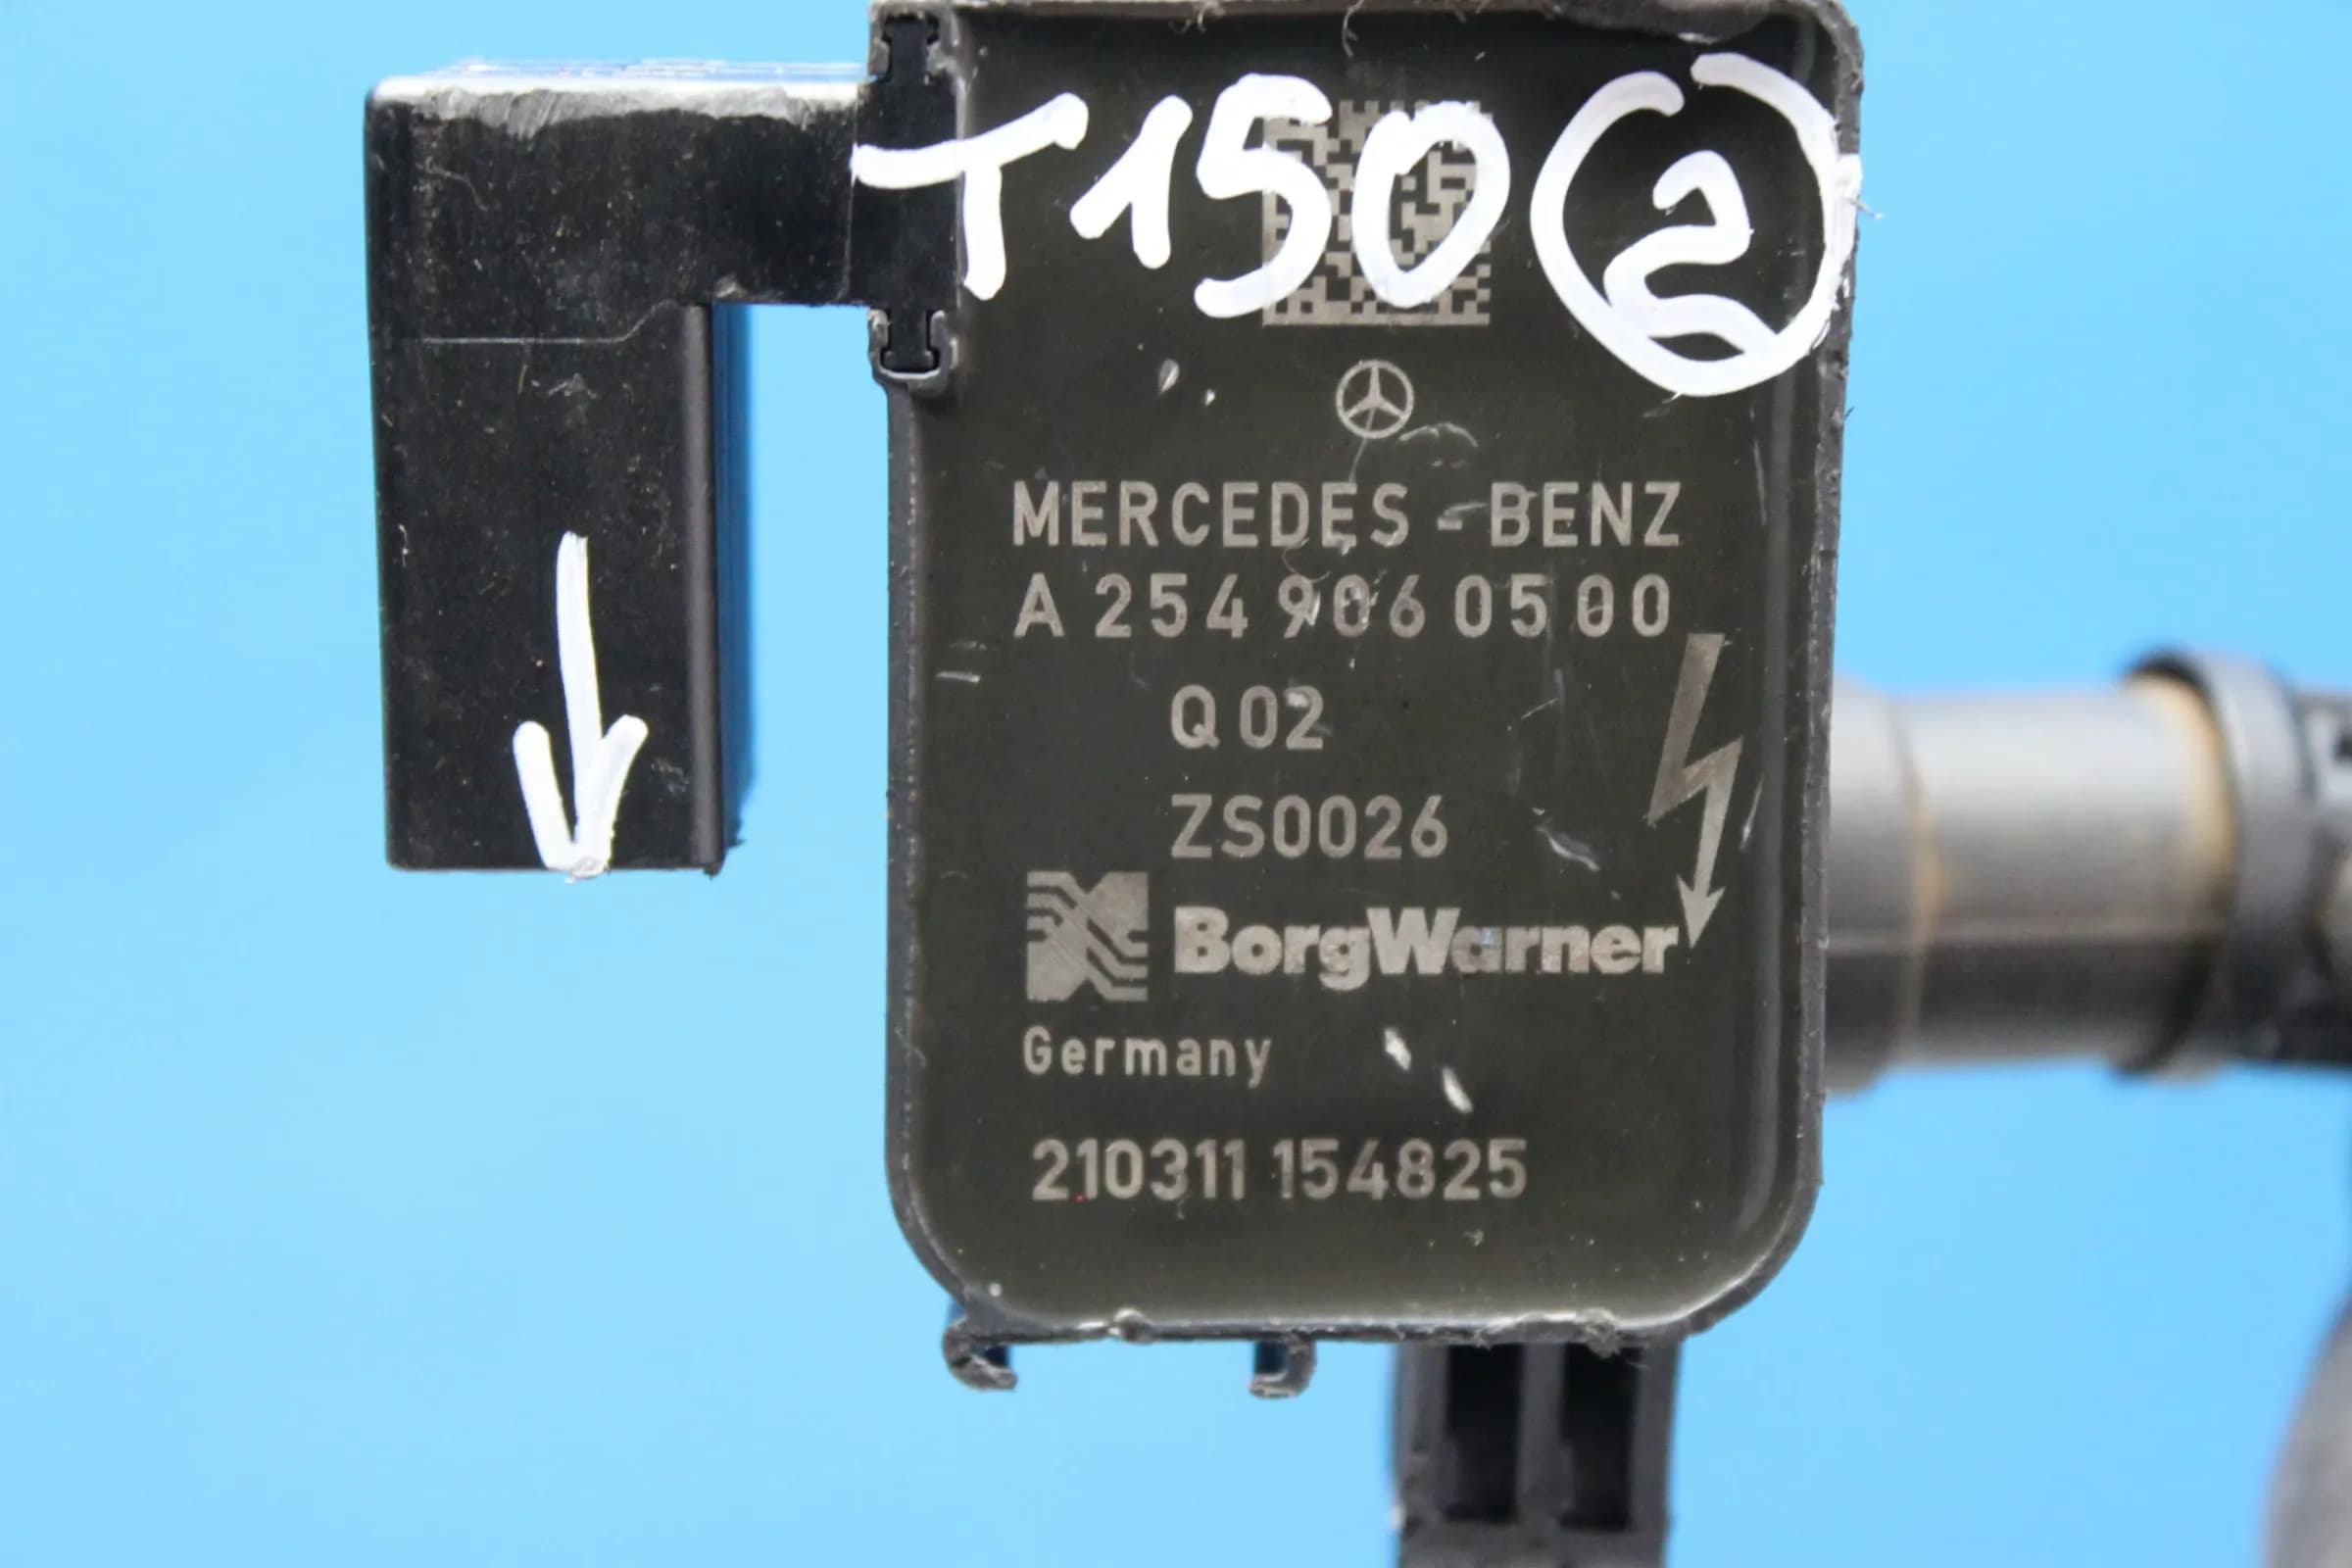 T150 2
MERCEDES-BENZ
A 254 906 05 00
Q 02
ZS0026
BorgWarner
Germany
210311 154825